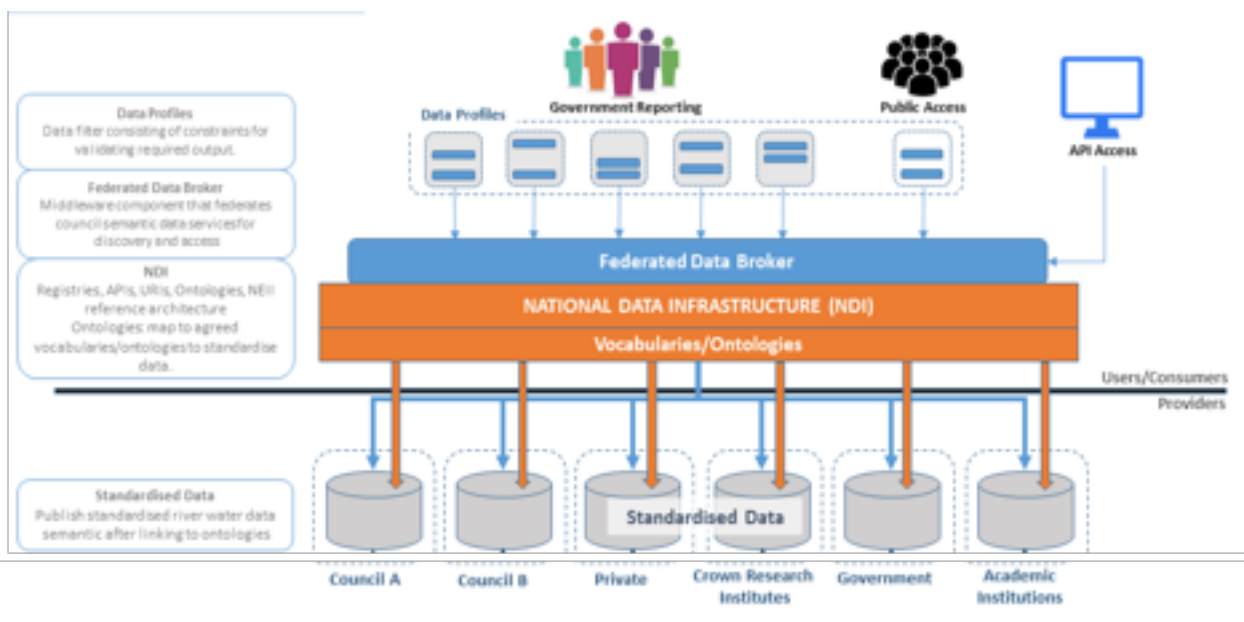 Government Reporting
Public Access
API Access
Data Profiles
Data Profiles
Data filter consisting of constraints for
validating required output.
Federated Data Broker
Middleware component that federates
council semantic data services for
discovery and access
NDI
Registries, APIs, URIs, Ontologies, NEII
reference architecture
Ontologies: map to agreed
vocabularies/ontologies to standardise
data.
Federated Data Broker
NATIONAL DATA INFRASTRUCTURE (NDI)
Vocabularies/Ontologies
Users/Consumers
Providers
Standardised Data
Publish standardised river water data
semantic after linking to ontologies
Standardised Data
Council A
Council B
Private
Crown Research
Institutes
Government
Academic
Institutions